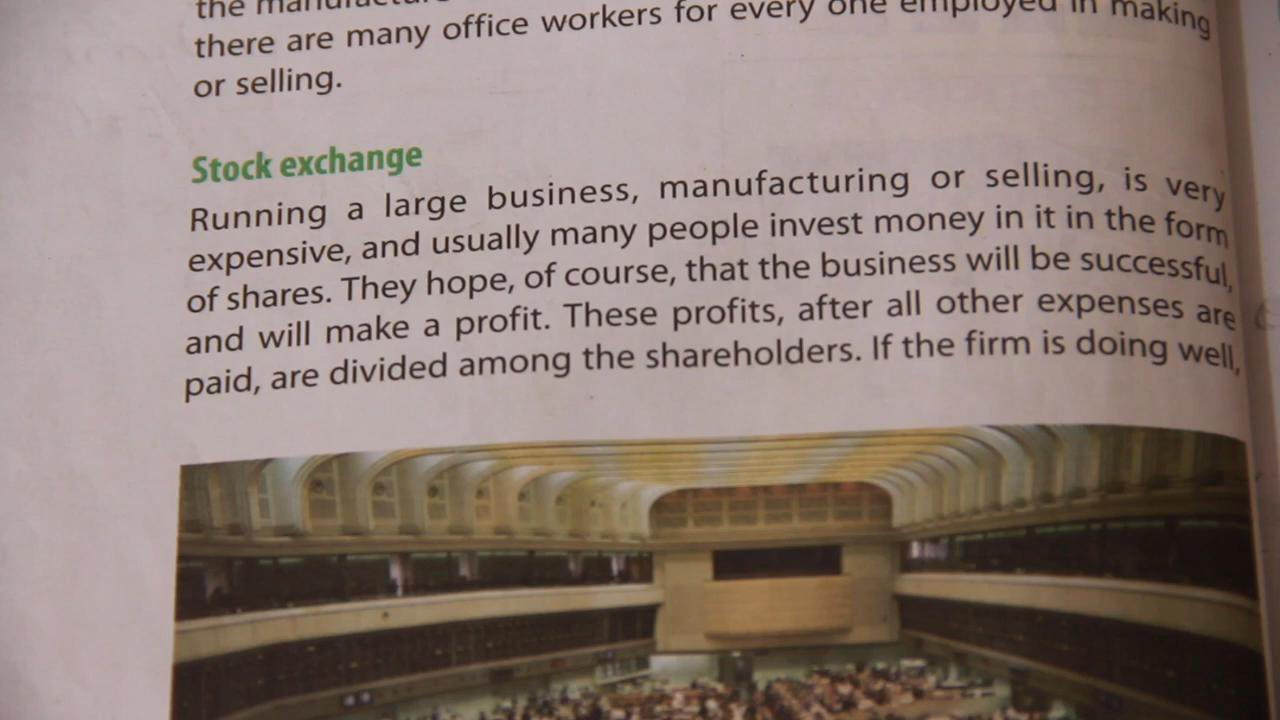 the manufacture
there are many office workers for every one employed in making
or selling.
Stock exchange
Running a large business, manufacturing or selling, is very
expensive, and usually many people invest money in it in the form
of shares. They hope, of course, that the business will be successful,
and will make a profit. These profits, after all other expenses are
paid, are divided among the shareholders. If the firm is doing well,